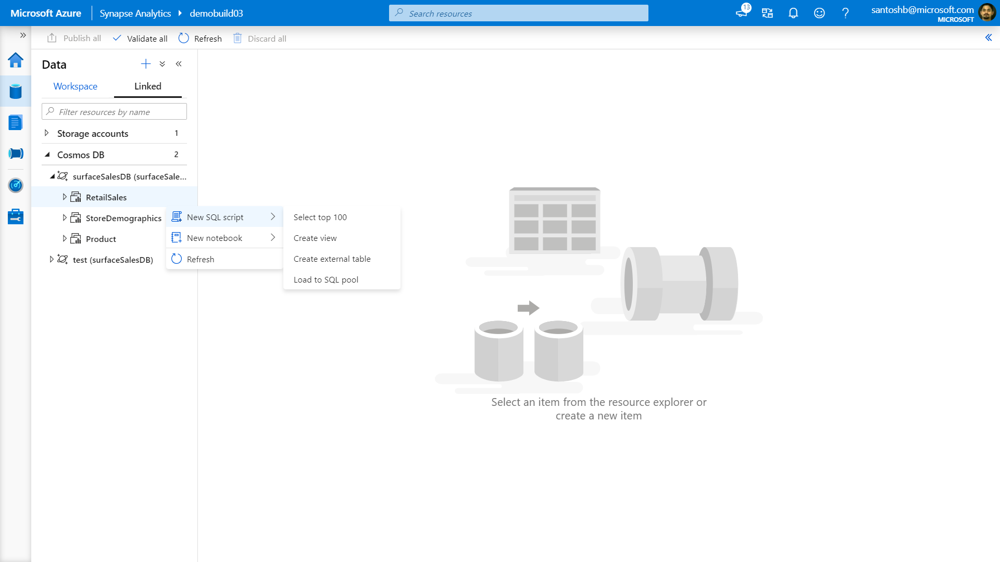 Microsoft Azure
Synapse Analytics
demobuild03
Search resources
13
santoshb@microsoft.com
MICROSOFT
Publish all
Validate all
Refresh
Discard all
Data
Workspace
Linked
Filter resources by name
Storage accounts 1
Cosmos DB 2
surfaceSalesDB (surfaceSale...
RetailSales
StoreDemographics
Product
test (surfaceSalesDB)
New SQL script
New notebook
Refresh
Select top 100
Create view
Create external table
Load to SQL pool
Select an item from the resource explorer or
create a new item